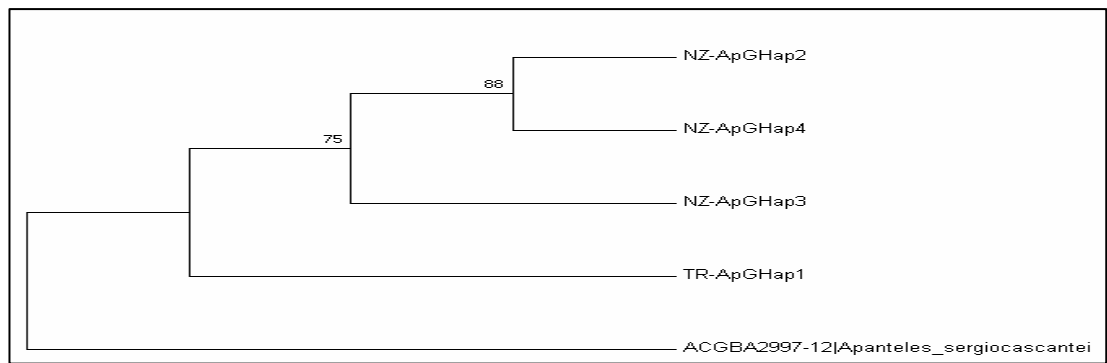 NZ-ApGHap2
88
NZ-ApGHap4
75
NZ-ApGHap3
TR-ApGHap1
ACGBA2997-12|Apanteles_sergiocascantei